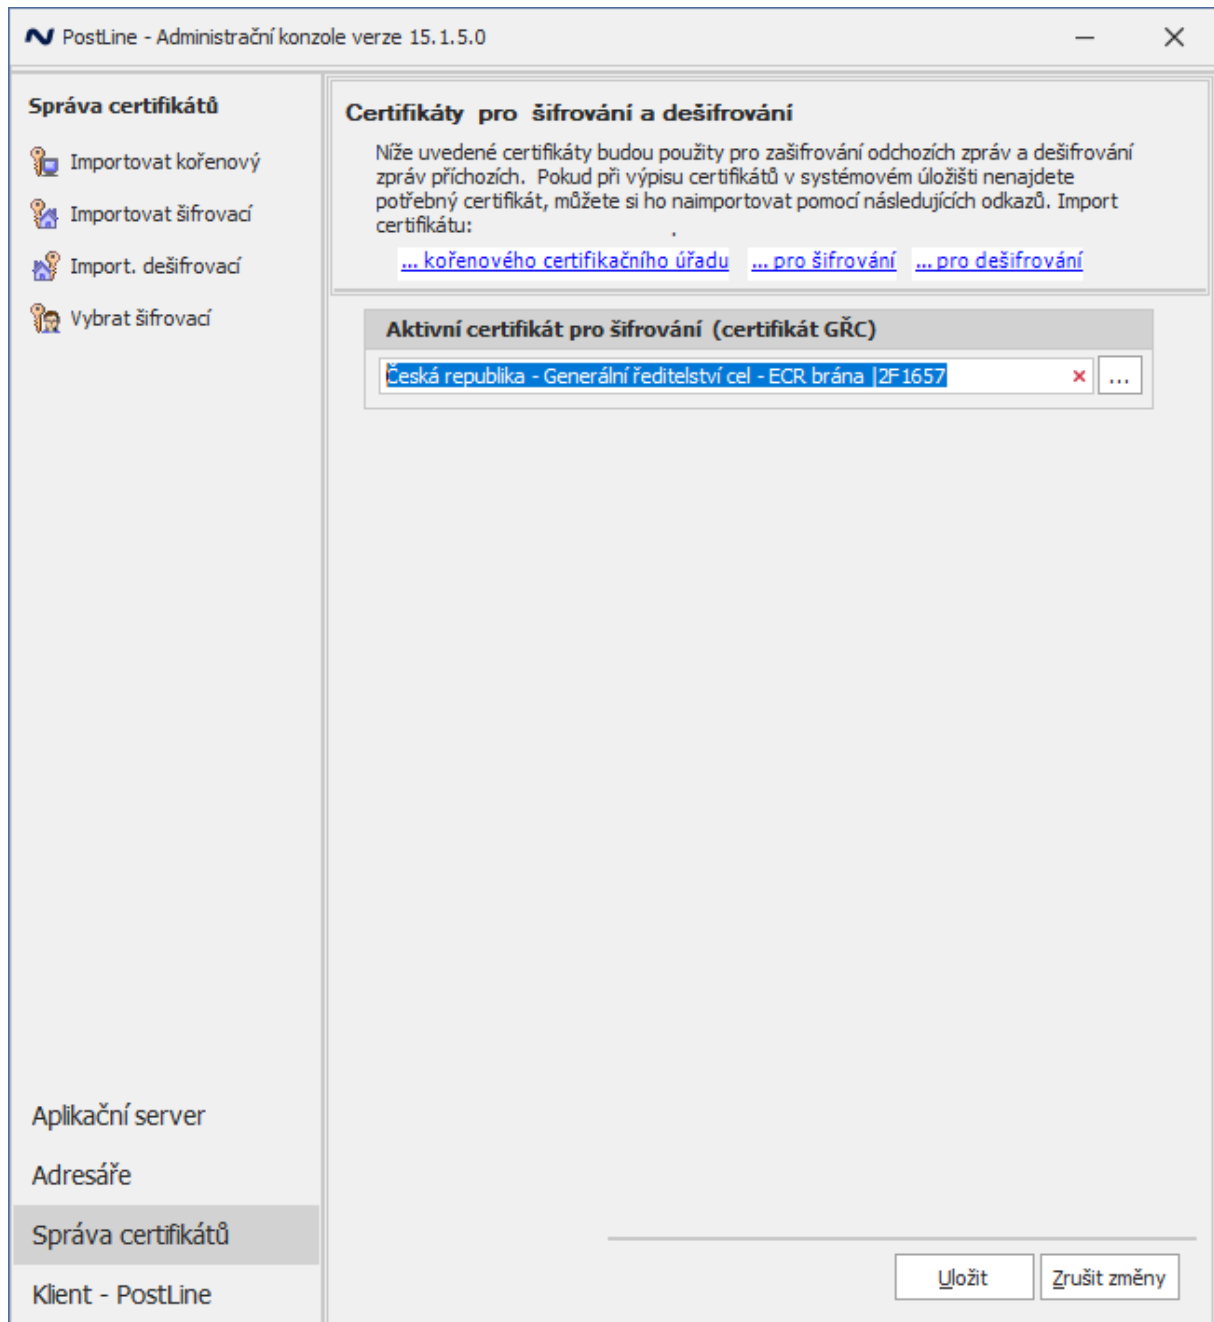 PostLine - Administrační konzole verze 15.1.5.0
Správa certifikátů
Importovat kořenový
Importovat šifrovací
Import. dešifrovací
Vybrat šifrovací
Certifikáty pro šifrování a dešifrování
Níže uvedené certifikáty budou použity pro zašifrování odchozích zpráv a dešifrování
zpráv příchozích. Pokud při výpisu certifikátů v systémovém úložišti nenajdete
potřebný certifikát, můžete si ho naimportovat pomocí následujících odkazů. Import
certifikátu:
... kořenového certifikačního úřadu ... pro šifrování ... pro dešifrování
Aktivní certifikát pro šifrování (certifikát GŘC)
Česká republika - Generální ředitelství cel - ECR brána |2F1657
...
Aplikační server
Adresáře
Správa certifikátů
Klient - PostLine
Uložit Zrušit změny